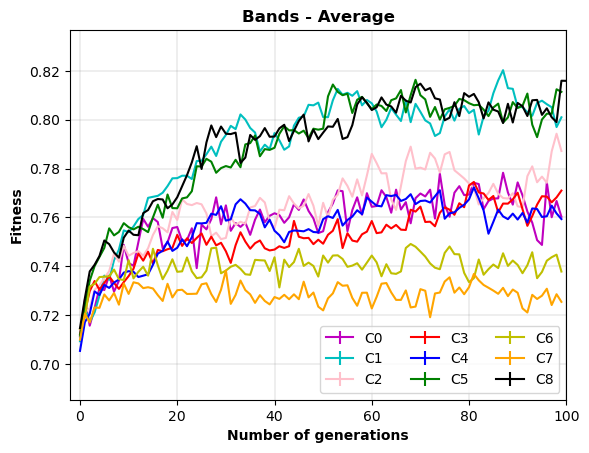 Bands - Average
Fitness
0.82
0.80
0.78
0.76
0.74
0.72
0.70
C0 C3 C6
C1 C4 C7
C2 C5 C8
0 20 40 60 80 100
Number of generations